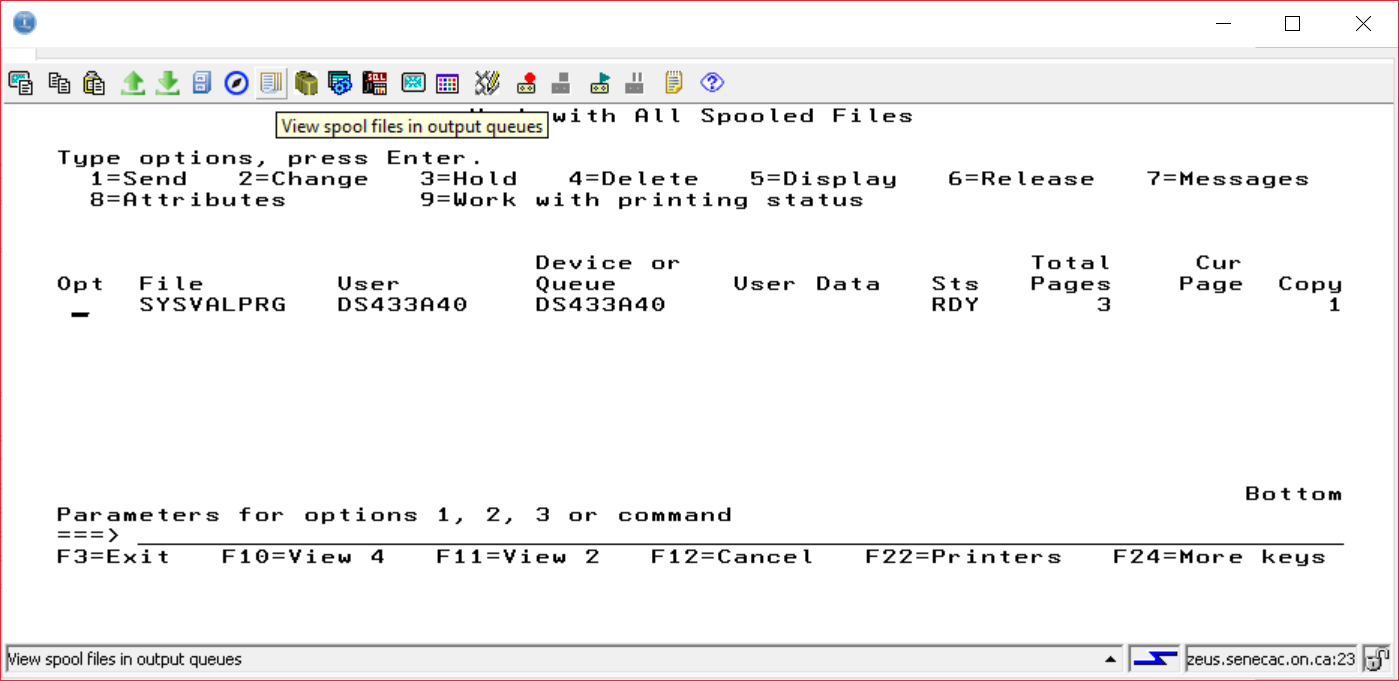 with All Spooled Files
View spool files in output queues
Type options, press Enter.
1=Send 2=Change 3=Hold 4=Delete 5=Display 6=Release 7=Messages
8=Attributes 9=Work with printing status
Device or Total Cur
Opt File User Queue User Data Sts Pages Page Copy
SYSVALPRG DS433A40 DS433A40 RDY 3 1
Bottom
Parameters for options 1, 2, 3 or command
===>
F3=Exit F10=View 4 F11=View 2 F12=Cancel F22=Printers F24=More keys
View spool files in output queues
zeus.senecac.on.ca:23